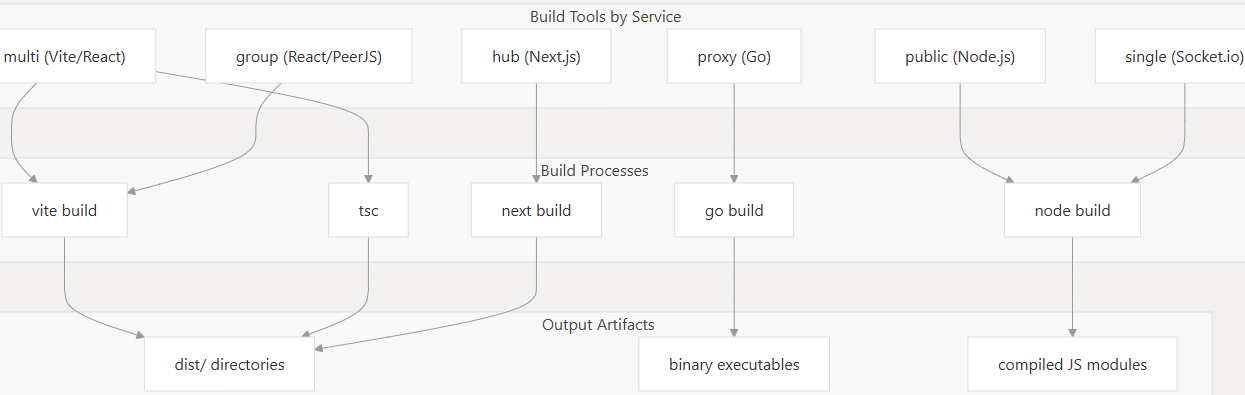 Build Tools by Service
multi (Vite/React)
group (React/PeerJS)
hub (Next.js)
proxy (Go)
public (Node.js)
single (Socket.io)
Build Processes
vite build
tsc
next build
go build
node build
Output Artifacts
dist/ directories
binary executables
compiled JS modules